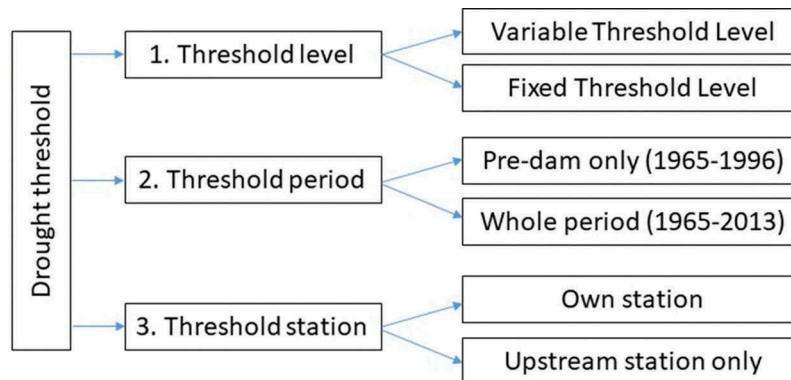 Drought threshold
1. Threshold level
Variable Threshold Level
Fixed Threshold Level
2. Threshold period
Pre-dam only (1965-1996)
Whole period (1965-2013)
3. Threshold station
Own station
Upstream station only